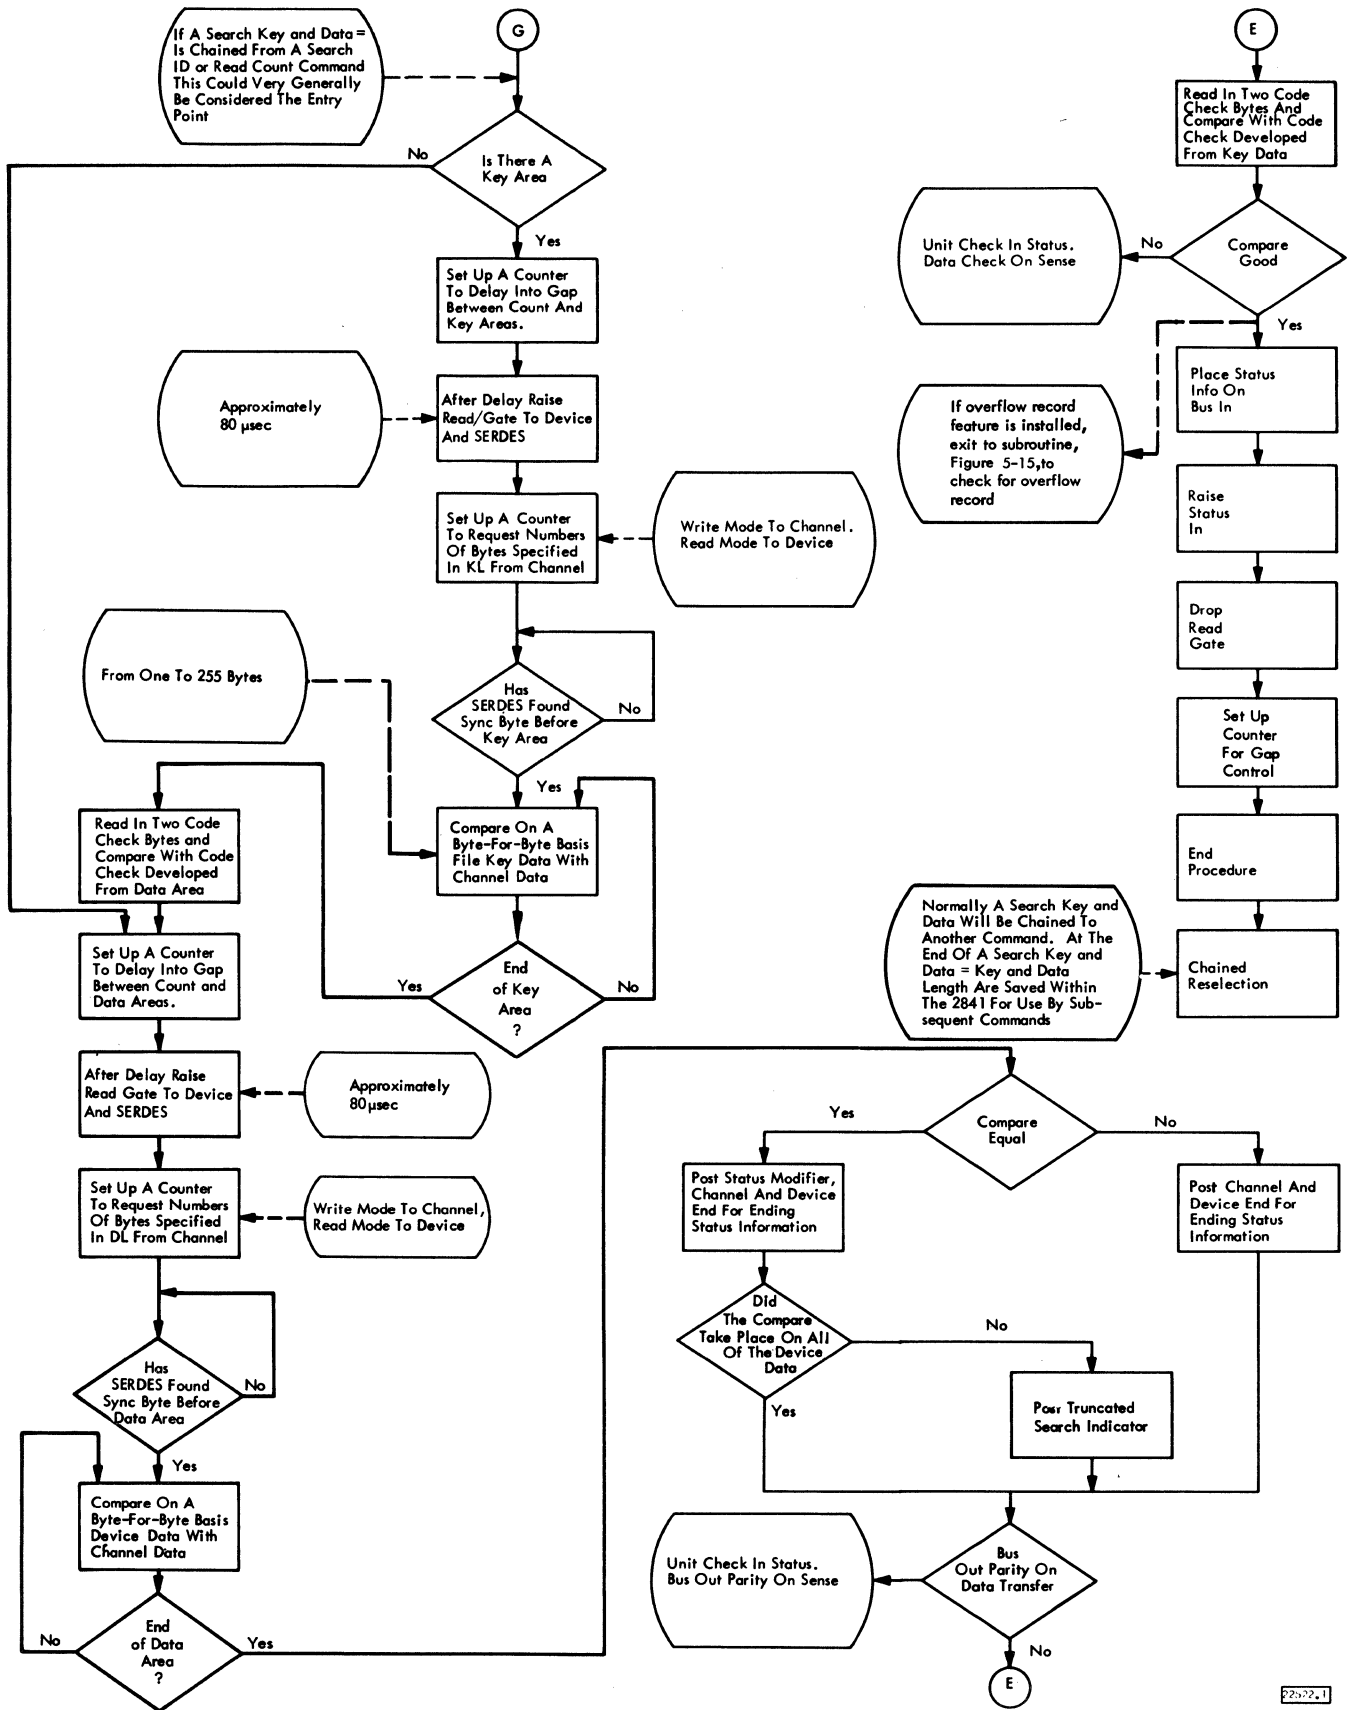 If A Search Key and Data =
Is Chained From A Search
ID or Read Count Command
This Could Very Generally
Be Considered The Entry
Point
G
No
Is There A
Key Area
Yes
Set Up A Counter
To Delay Into Gap
Between Count And
Key Areas.
Approximately
80 μsec
After Delay Raise
Read/Gate To Device
And SERDES
Set Up A Counter
To Request Numbers
Of Bytes Specified
In KL From Channel
Write Mode To Channel.
Read Mode To Device
From One To 255 Bytes
Has
SERDES Found
Sync Byte Before
Key Area
No
Yes
Compare On A
Byte-For-Byte Basis
File Key Data With
Channel Data
End
of Key
Area
?
Yes
No
Read In Two Code
Check Bytes and
Compare With Code
Check Developed
From Data Area
Set Up A Counter
To Delay Into Gap
Between Count and
Data Areas.
After Delay Raise
Read Gate To Device
And SERDES
Approximately
80μsec
Set Up A Counter
To Request Numbers
Of Bytes Specified
In DL From Channel
Write Mode To Channel,
Read Mode To Device
Has
SERDES Found
Sync Byte Before
Data Area
No
Yes
Compare On A
Byte-For-Byte Basis
Device Data With
Channel Data
End
of Data
Area
?
No
Yes
E
Read In Two Code
Check Bytes And
Compare With Code
Check Developed
From Key Data
Compare
Good
No
Unit Check In Status.
Data Check On Sense
Yes
If overflow record
feature is installed,
exit to subroutine,
Figure 5-15,to
check for overflow
record
Place Status
Info On
Bus In
Raise
Status
In
Drop
Read
Gate
Set Up
Counter
For Gap
Control
End
Procedure
Normally A Search Key and
Data Will Be Chained To
Another Command. At The
End Of A Search Key and
Data = Key and Data
Length Are Saved Within
The 2841 For Use By Sub-
sequent Commands
Chained
Reselection
Compare
Equal
Yes
No
Post Status Modifier,
Channel And Device
End For Ending
Status Information
Post Channel And
Device End For
Ending Status
Information
Did
The Compare
Take Place On All
Of The Device
Data
No
Yes
Post Truncated
Search Indicator
Bus
Out Parity On
Data Transfer
Unit Check In Status.
Bus Out Parity On Sense
No
E